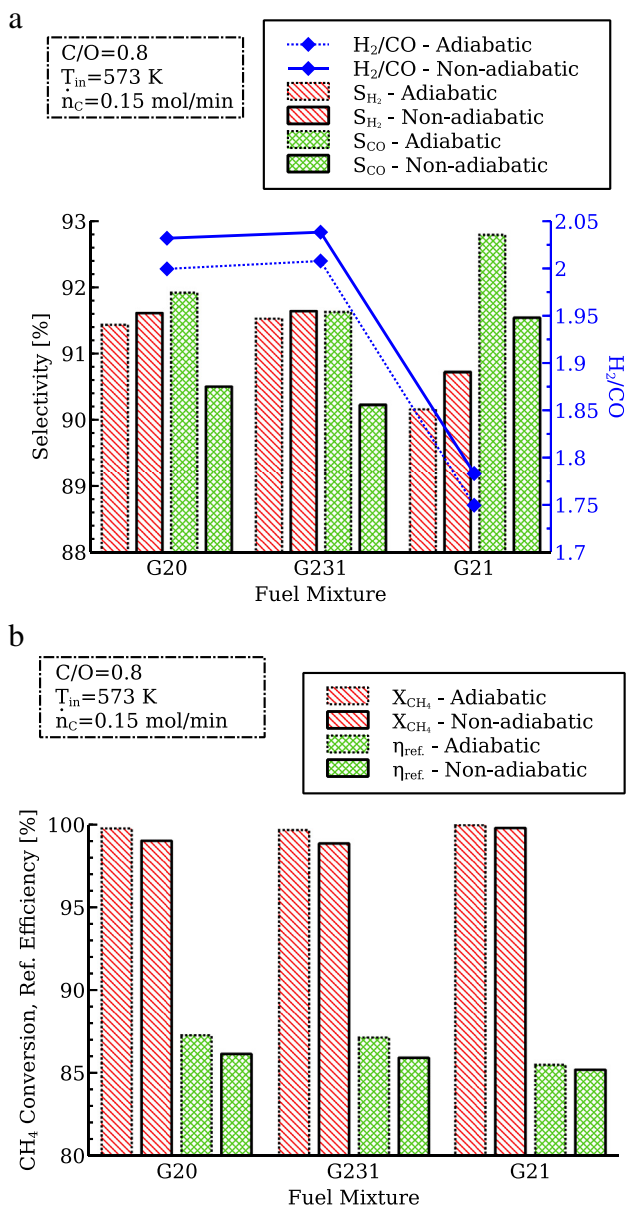 a
C/O=0.8
T_in=573 K
ṅ_C=0.15 mol/min
H₂/CO - Adiabatic
H₂/CO - Non-adiabatic
S_H₂ - Adiabatic
S_H₂ - Non-adiabatic
S_CO - Adiabatic
S_CO - Non-adiabatic
Selectivity [%]
93
92
91
90
89
88
2.05
2
1.95
1.9
1.85
1.8
1.75
1.7
H₂/CO
G20 G231 G21
Fuel Mixture
b
C/O=0.8
T_in=573 K
ṅ_C=0.15 mol/min
X_CH₄ - Adiabatic
X_CH₄ - Non-adiabatic
η_ref. - Adiabatic
η_ref. - Non-adiabatic
CH₄ Conversion, Ref. Efficiency [%]
100
95
90
85
80
G20 G231 G21
Fuel Mixture